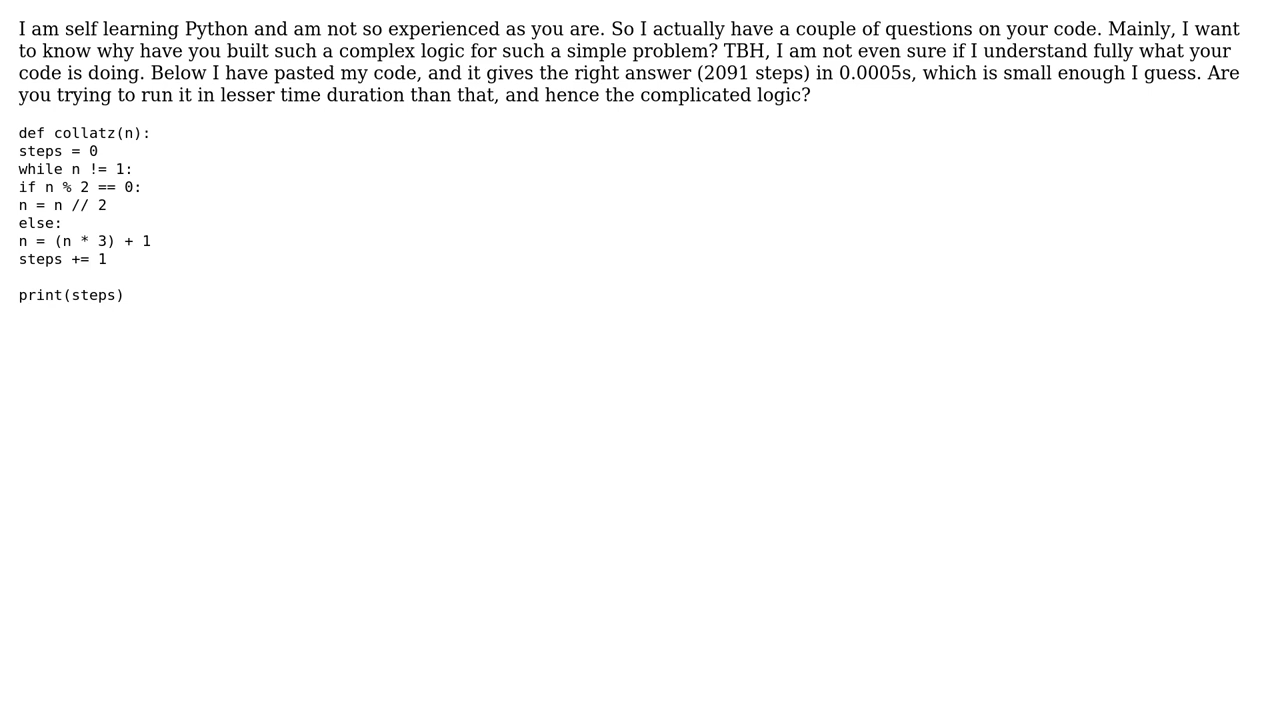 I am self learning Python and am not so experienced as you are. So I actually have a couple of questions on your code. Mainly, I want
to know why have you built such a complex logic for such a simple problem? TBH, I am not even sure if I understand fully what your
code is doing. Below I have pasted my code, and it gives the right answer (2091 steps) in 0.0005s, which is small enough I guess. Are
you trying to run it in lesser time duration than that, and hence the complicated logic?
def collatz(n):
steps = 0
while n != 1:
if n % 2 == 0:
n = n // 2
else:
n = (n * 3) + 1
steps += 1
print(steps)